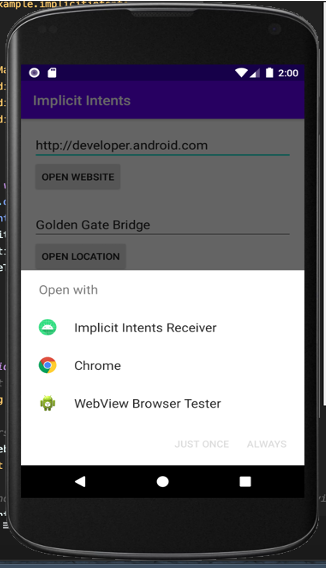 xample.implicitintent
2:00
Implicit Intents
http://developer.android.com
OPEN WEBSITE
Golden Gate Bridge
OPEN LOCATION
Open with
Implicit Intents Receiver
Chrome
WebView Browser Tester
JUST ONCE ALWAYS